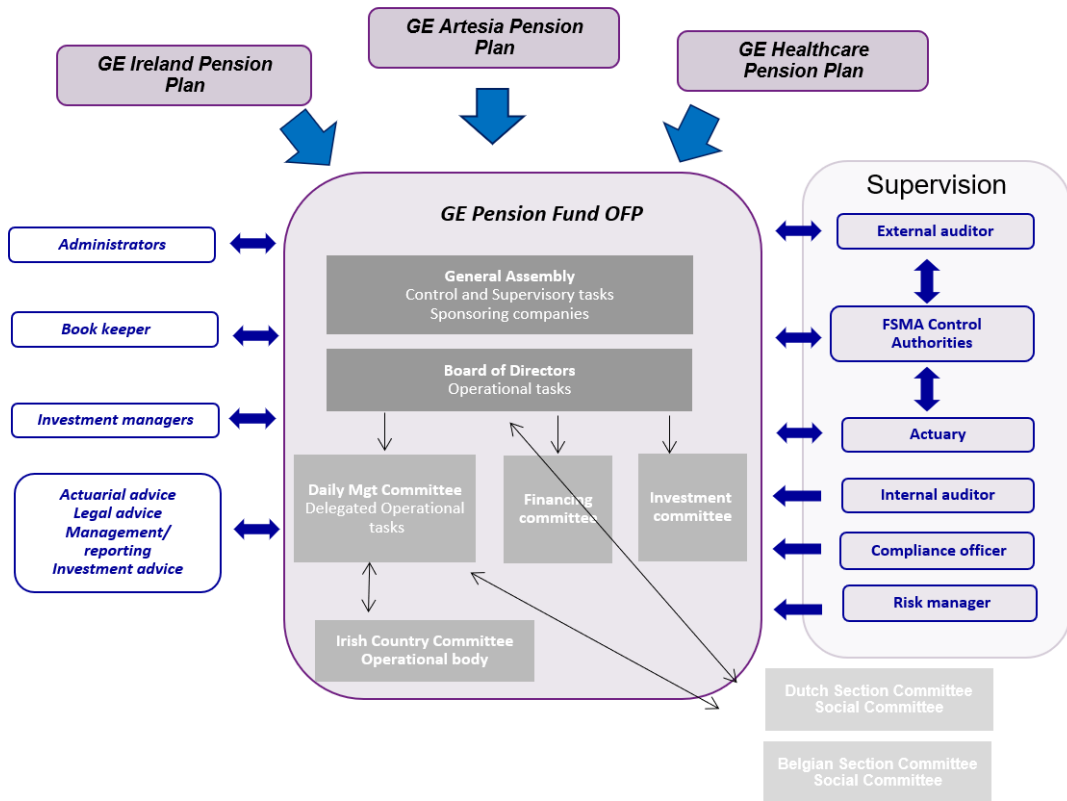 GE Ireland Pension
Plan
GE Artesia Pension
Plan
GE Healthcare
Pension Plan
GE Pension Fund OFP
General Assembly
Control and Supervisory tasks
Sponsoring companies
Board of Directors
Operational tasks
Daily Mgt Committee
Delegated Operational
tasks
Financing
committee
Investment
committee
Irish Country Committee
Operational body
Administrators
Book keeper
Investment managers
Actuarial advice
Legal advice
Management/
reporting
Investment advice
Supervision
External auditor
FSMA Control
Authorities
Actuary
Internal auditor
Compliance officer
Risk manager
Dutch Section Committee
Social Committee
Belgian Section Committee
Social Committee